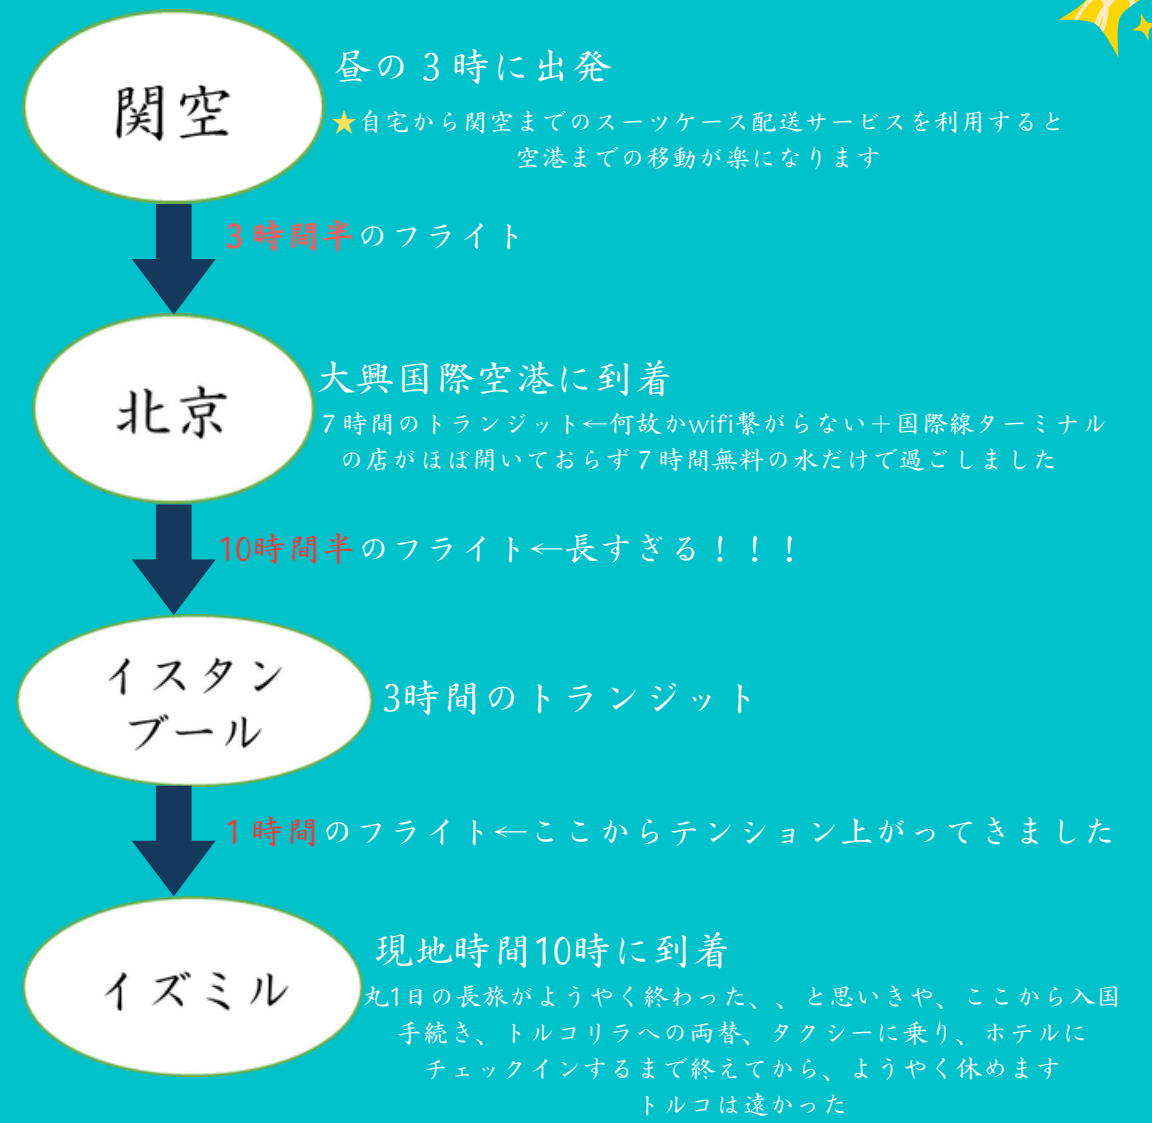 関空
昼の3時に出発
★自宅から関空までのスーツケース配送サービスを利用すると
空港までの移動が楽になります
3時間半のフライト
北京
大興国際空港に到着
7時間のトランジット←何故かwifi繋がらない+国際線ターミナル
の店がほぼ開いておらず7時間無料の水だけで過ごしました
10時間半のフライト←長すぎる!!!
イスタン
ブール
3時間のトランジット
1時間のフライト←ここからテンション上がってきました
イズミル
現地時間10時に到着
丸1日の長旅がようやく終わった、、と思いきや、ここから入国
手続き、トルコリラへの両替、タクシーに乗り、ホテルに
チェックインするまで終えてから、ようやく休めます
トルコは遠かった